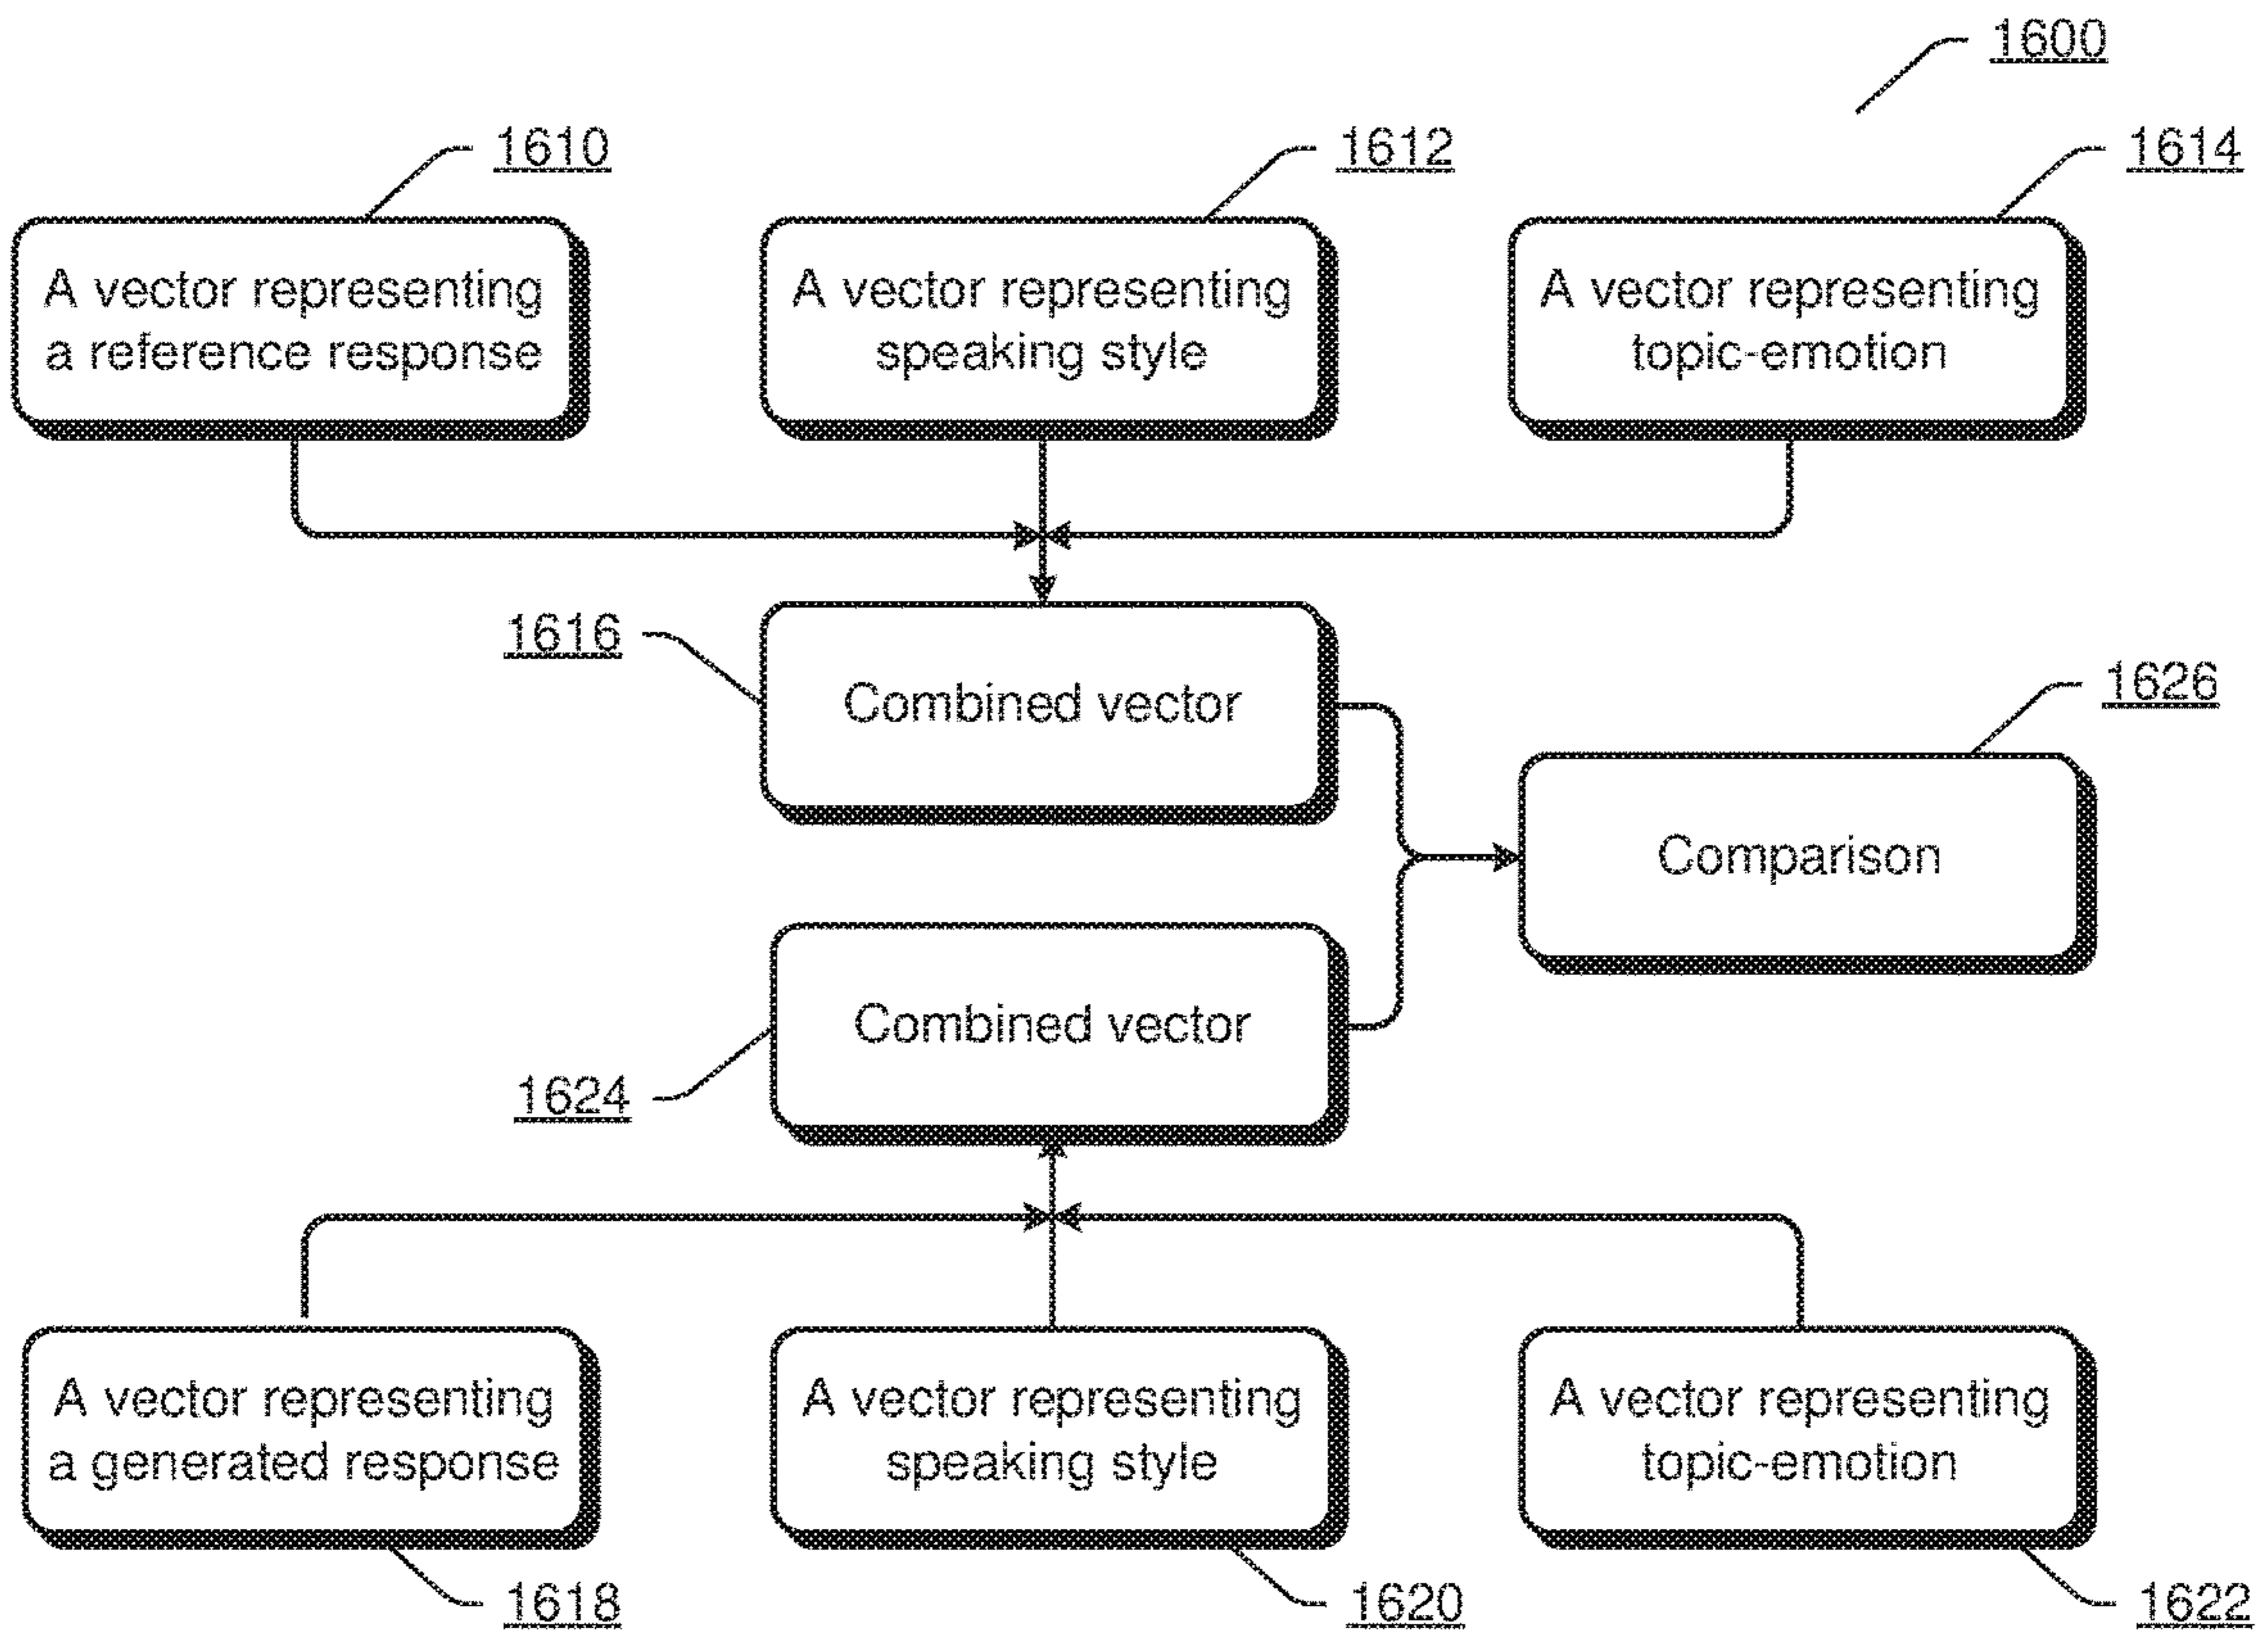 1600
1610
1612
1614
A vector representing
a reference response
A vector representing
speaking style
A vector representing
topic-emotion
1616
Combined vector
1626
Comparison
Combined vector
1624
A vector representing
a generated response
A vector representing
speaking style
A vector representing
topic-emotion
1618
1620
1622